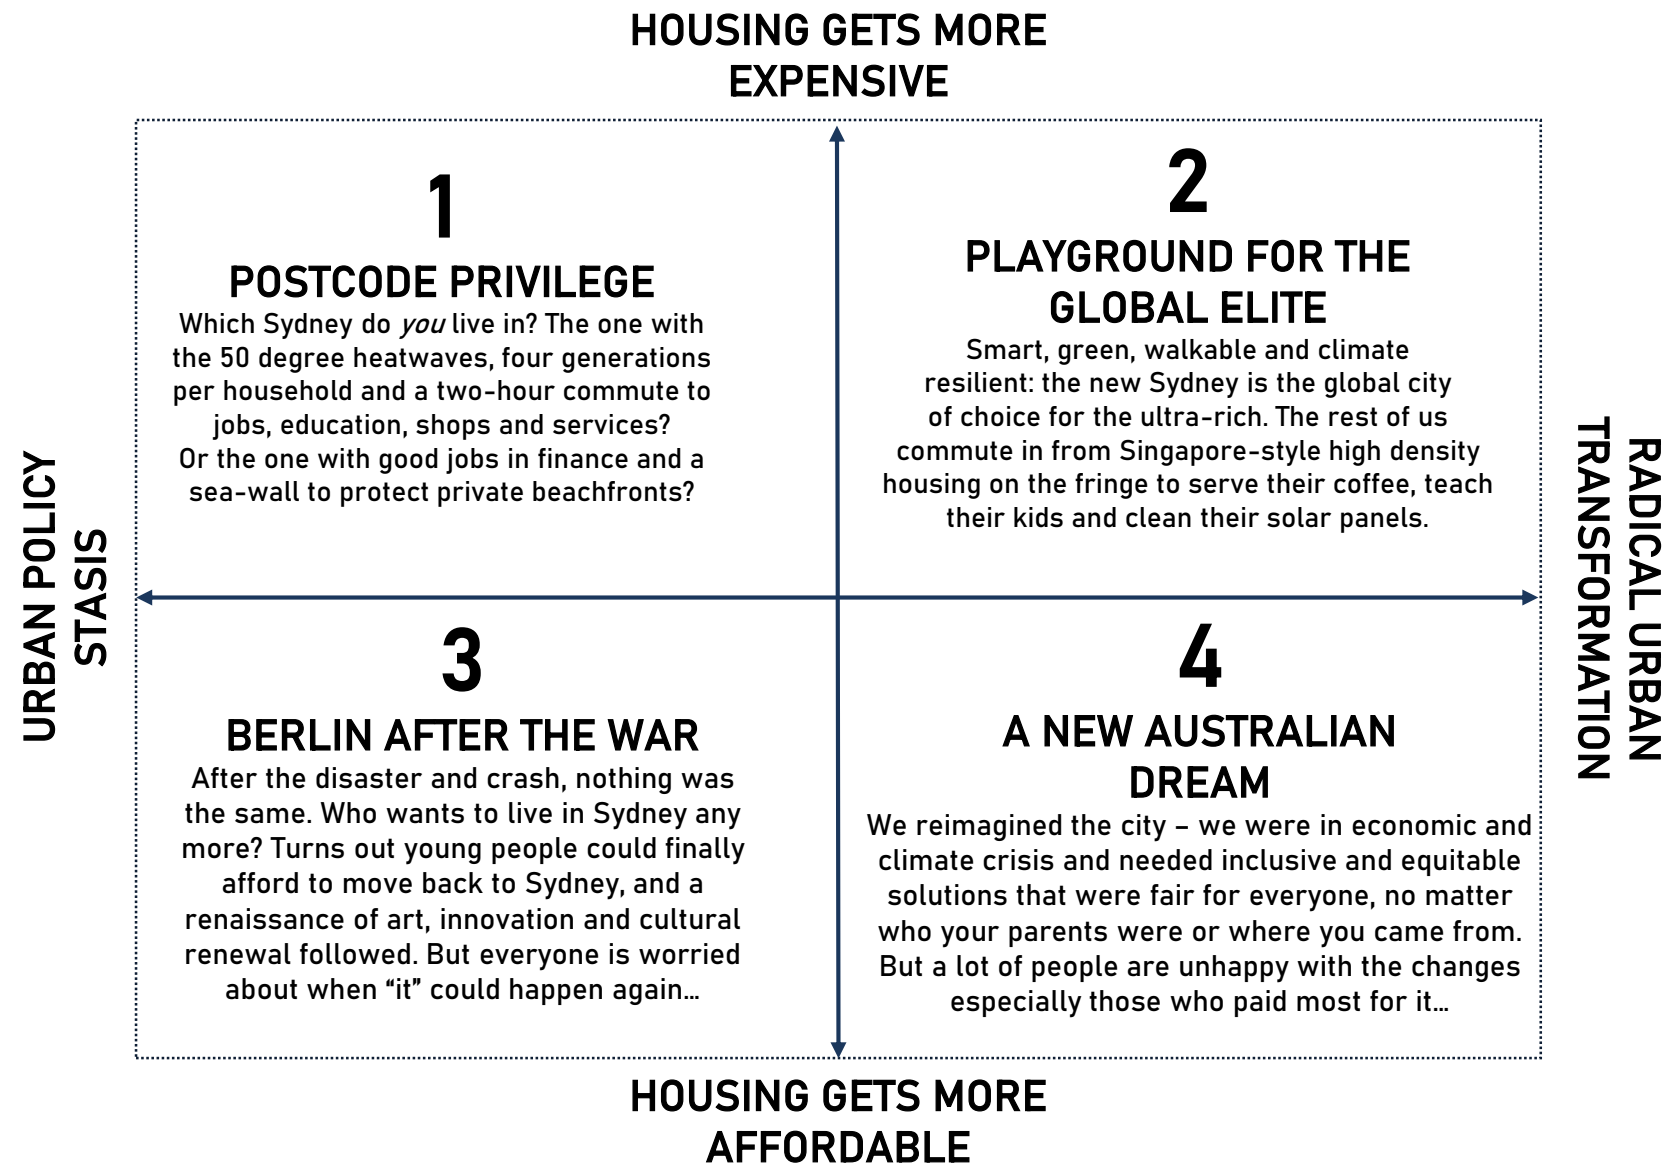 HOUSING GETS MORE
EXPENSIVE
1
POSTCODE PRIVILEGE
Which Sydney do you live in? The one with
the 50 degree heatwaves, four generations
per household and a two-hour commute to
jobs, education, shops and services?
Or the one with good jobs in finance and a
sea-wall to protect private beachfronts?
2
PLAYGROUND FOR THE
GLOBAL ELITE
Smart, green, walkable and climate
resilient: the new Sydney is the global city
of choice for the ultra-rich. The rest of us
commute in from Singapore-style high density
housing on the fringe to serve their coffee, teach
their kids and clean their solar panels.
URBAN POLICY
STASIS
RADICAL URBAN
TRANSFORMATION
3
BERLIN AFTER THE WAR
After the disaster and crash, nothing was
the same. Who wants to live in Sydney any
more? Turns out young people could finally
afford to move back to Sydney, and a
renaissance of art, innovation and cultural
renewal followed. But everyone is worried
about when “it” could happen again…
4
A NEW AUSTRALIAN
DREAM
We reimagined the city – we were in economic and
climate crisis and needed inclusive and equitable
solutions that were fair for everyone, no matter
who your parents were or where you came from.
But a lot of people are unhappy with the changes
especially those who paid most for it…
HOUSING GETS MORE
AFFORDABLE